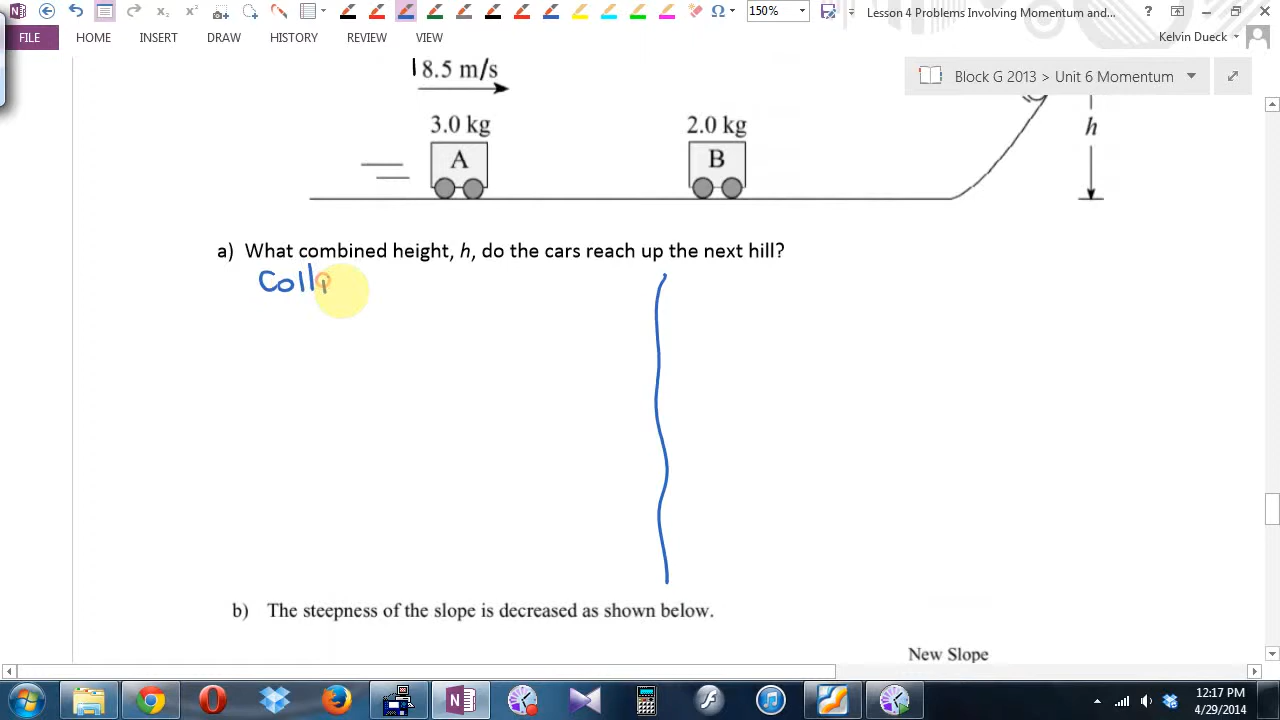 150%
Lesson 4 Problems Involving Momentum and...
FILE
HOME
INSERT
DRAW
HISTORY
REVIEW
VIEW
Kelvin Dueck
Block G 2013 > Unit 6 Momentum
18.5 m/s
3.0 kg
2.0 kg
h
A
B
a) What combined height, h, do the cars reach up the next hill?
Coll
b) The steepness of the slope is decreased as shown below.
New Slope
12:17 PM
4/29/2014